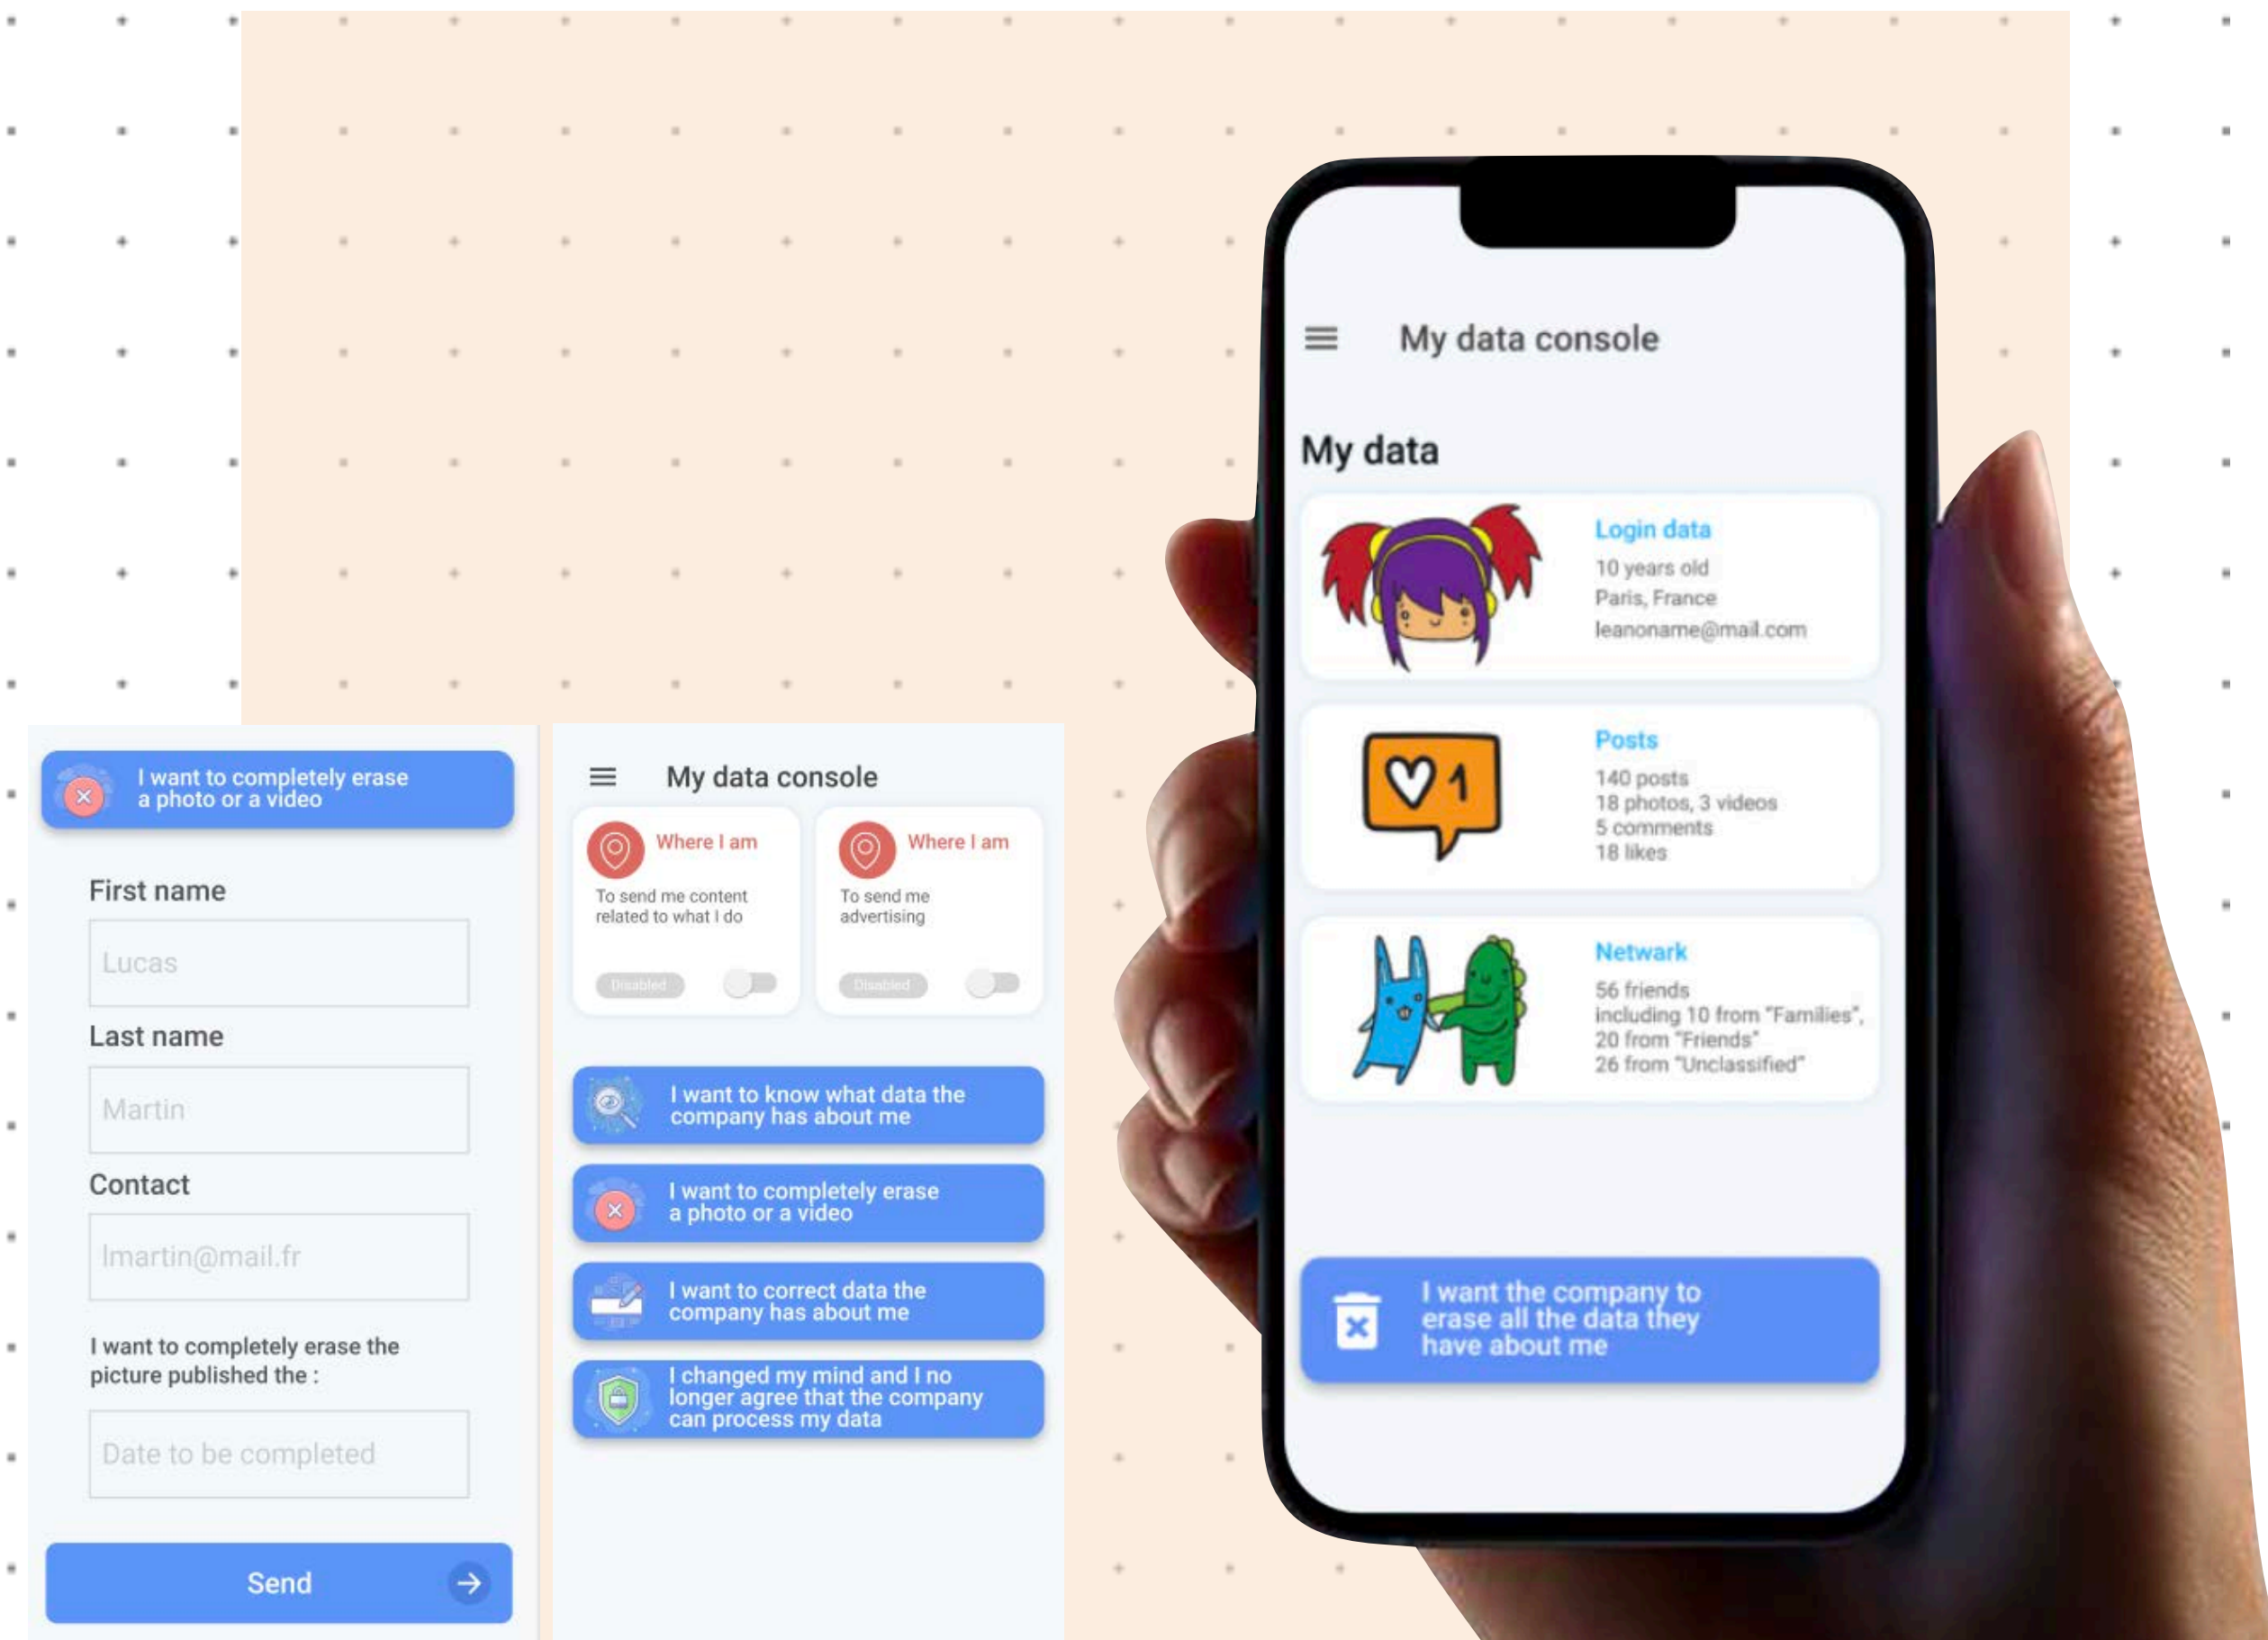 I want to completely erase
a photo or a video
First name
Lucas
Last name
Martin
Contact
lmartin@mail.fr
I want to completely erase the
picture published the :
Date to be completed
Send
My data console
Where I am
To send me content
related to what I do
Disabled
Where I am
To send me
advertising
Disabled
I want to know what data the
company has about me
I want to completely erase
a photo or a video
I want to correct data the
company has about me
I changed my mind and I no
longer agree that the company
can process my data
My data console
My data
Login data
10 years old
Paris, France
leanoname@mail.com
1
Posts
140 posts
18 photos, 3 videos
5 comments
18 likes
Netwark
56 friends
including 10 from "Families",
20 from "Friends"
26 from "Unclassified"
I want the company to
erase all the data they
have about me